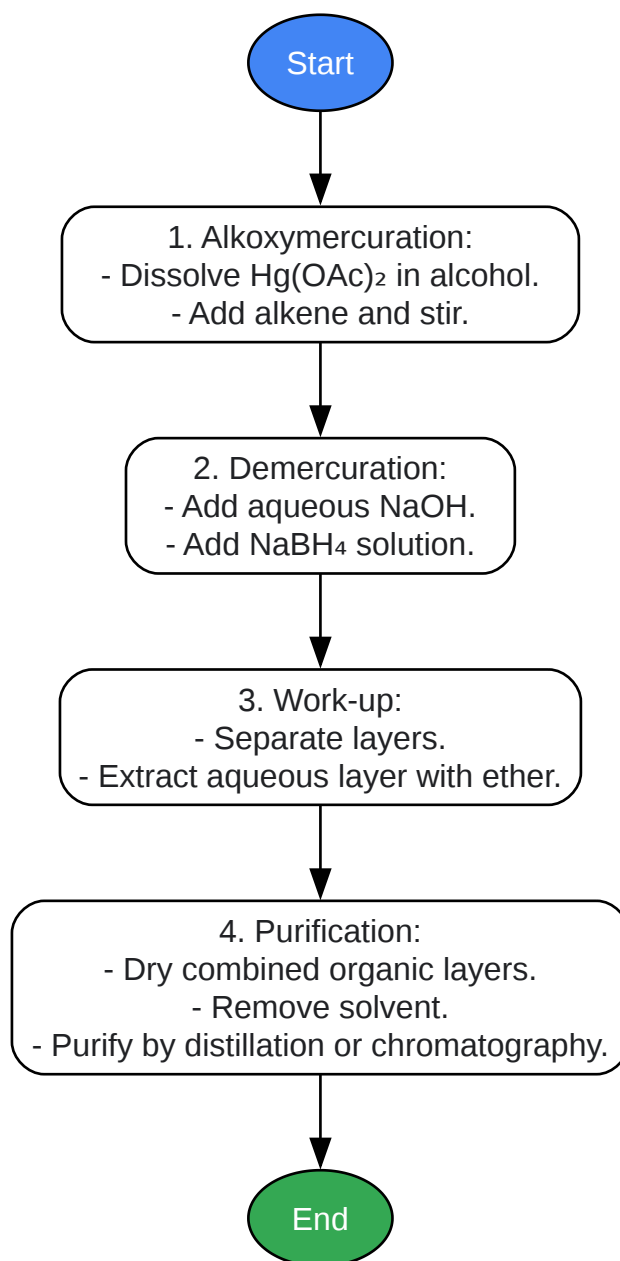 Start
1. Alkoxymercuration:
- Dissolve Hg(OAc)₂ in alcohol.
- Add alkene and stir.
2. Demercuration:
- Add aqueous NaOH.
- Add NaBH₄ solution.
3. Work-up:
- Separate layers.
- Extract aqueous layer with ether.
4. Purification:
- Dry combined organic layers.
- Remove solvent.
- Purify by distillation or chromatography.
End